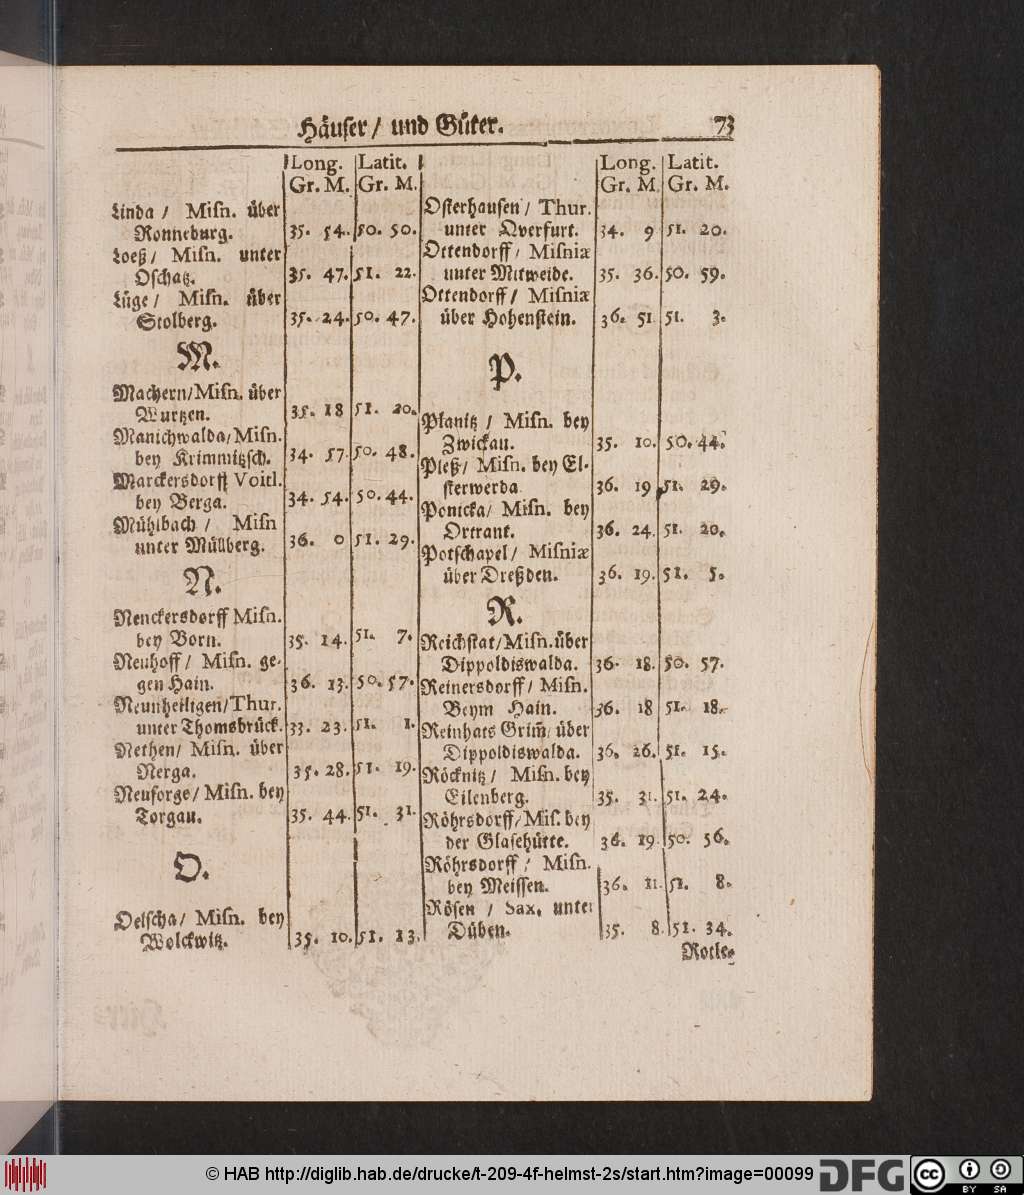 Häuser / und Güter. 73
Long. Latit.
Gr. M. Gr. M.
Linda / Misn. über
Ronneburg. 35. 54. 50. 50.
Loeß / Misn. unter
Oschatz. 35. 47. 51. 22.
Lüge / Misn. über
Stolberg. 35. 24. 50. 47.
M.
Machern / Misn. über
Wurtzen. 35. 18 51. 20.
Manichwalda / Misn.
bey Krimmitzsch. 34. 57. 50. 48.
Marckersdorff Voitl.
bey Berga. 34. 54. 50. 44.
Mühlbach / Misn
unter Müllberg. 36. 0 51. 29.
N.
Nenckersdorff Misn.
bey Born. 35. 14. 51. 7.
Neuhoff / Misn. ge-
gen Hain. 36. 13. 50. 57.
Neunheiligen / Thur.
unter Thomsbrück. 33. 23. 51. 1.
Nethen / Misn. über
Nerga. 35. 28. 51. 19.
Neuforge / Misn. bey
Torgau. 35. 44. 51. 31.
O.
Oelscha / Misn. bey
Wolckwitz. 35. 10. 51. 13.
Long. Latit.
Gr. M. Gr. M.
Osterhausen / Thur.
unter Qverfurt. 34. 9 51. 20.
Ottendorff / Misniæ
unter Mitweide. 35. 36. 50. 59.
Ottendorff / Misniæ
über Hohenstein. 36. 51 51. 3.
P.
Planitz / Misn. bey
Zwickau. 35. 10. 50. 44.
Pleß / Misn. bey El-
sterwerda. 36. 19 51. 29.
Ponicka / Misn. bey
Ortrant. 36. 24. 51. 20.
Potschapel / Misniæ
über Dreßden. 36. 19. 51. 5.
R.
Reichstat / Misn. über
Dippoldiswalda. 36. 18. 50. 57.
Reinersdorff / Misn.
Beym Hain. 36. 18 51. 18.
Reinhats Grim̃ / über
Dippoldiswalda. 36. 26. 51. 15.
Röcknitz / Misn. bey
Eilenberg. 35. 31. 51. 24.
Röhrsdorff / Mis. bey
der Glasehütte. 36. 19. 50. 56.
Röhrsdorff / Misn.
bey Meissen. 36. 11. 51. 8.
Rösen / Sax. unter
Düben. 35. 8. 51. 34.
Rotle-
© HAB http://diglib.hab.de/drucke/t-209-4f-helmst-2s/start.htm?image=00099 DFG cc BY SA